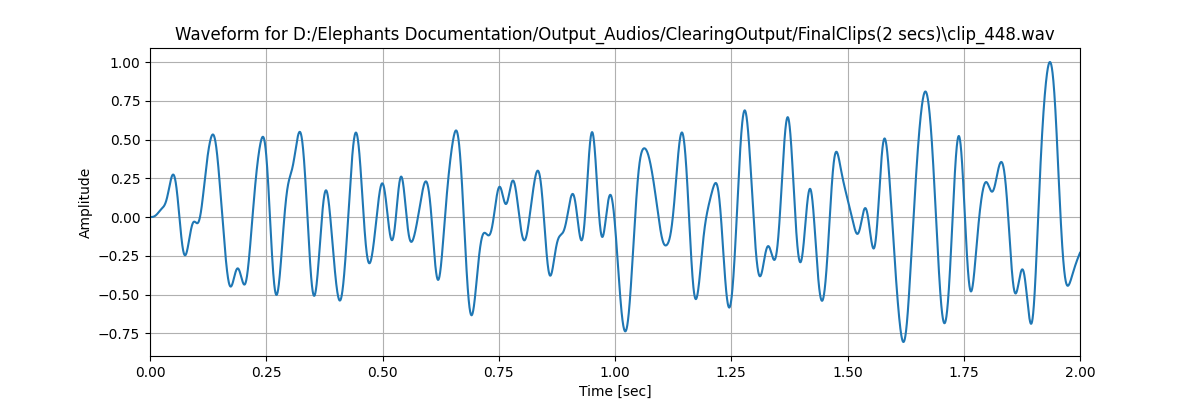 Waveform for D:/Elephants Documentation/Output_Audios/ClearingOutput/FinalClips(2 secs)\clip_448.wav
1.00
0.75
0.50
0.25
0.00
−0.25
−0.50
−0.75
Amplitude
0.00 0.25 0.50 0.75 1.00 1.25 1.50 1.75 2.00
Time [sec]